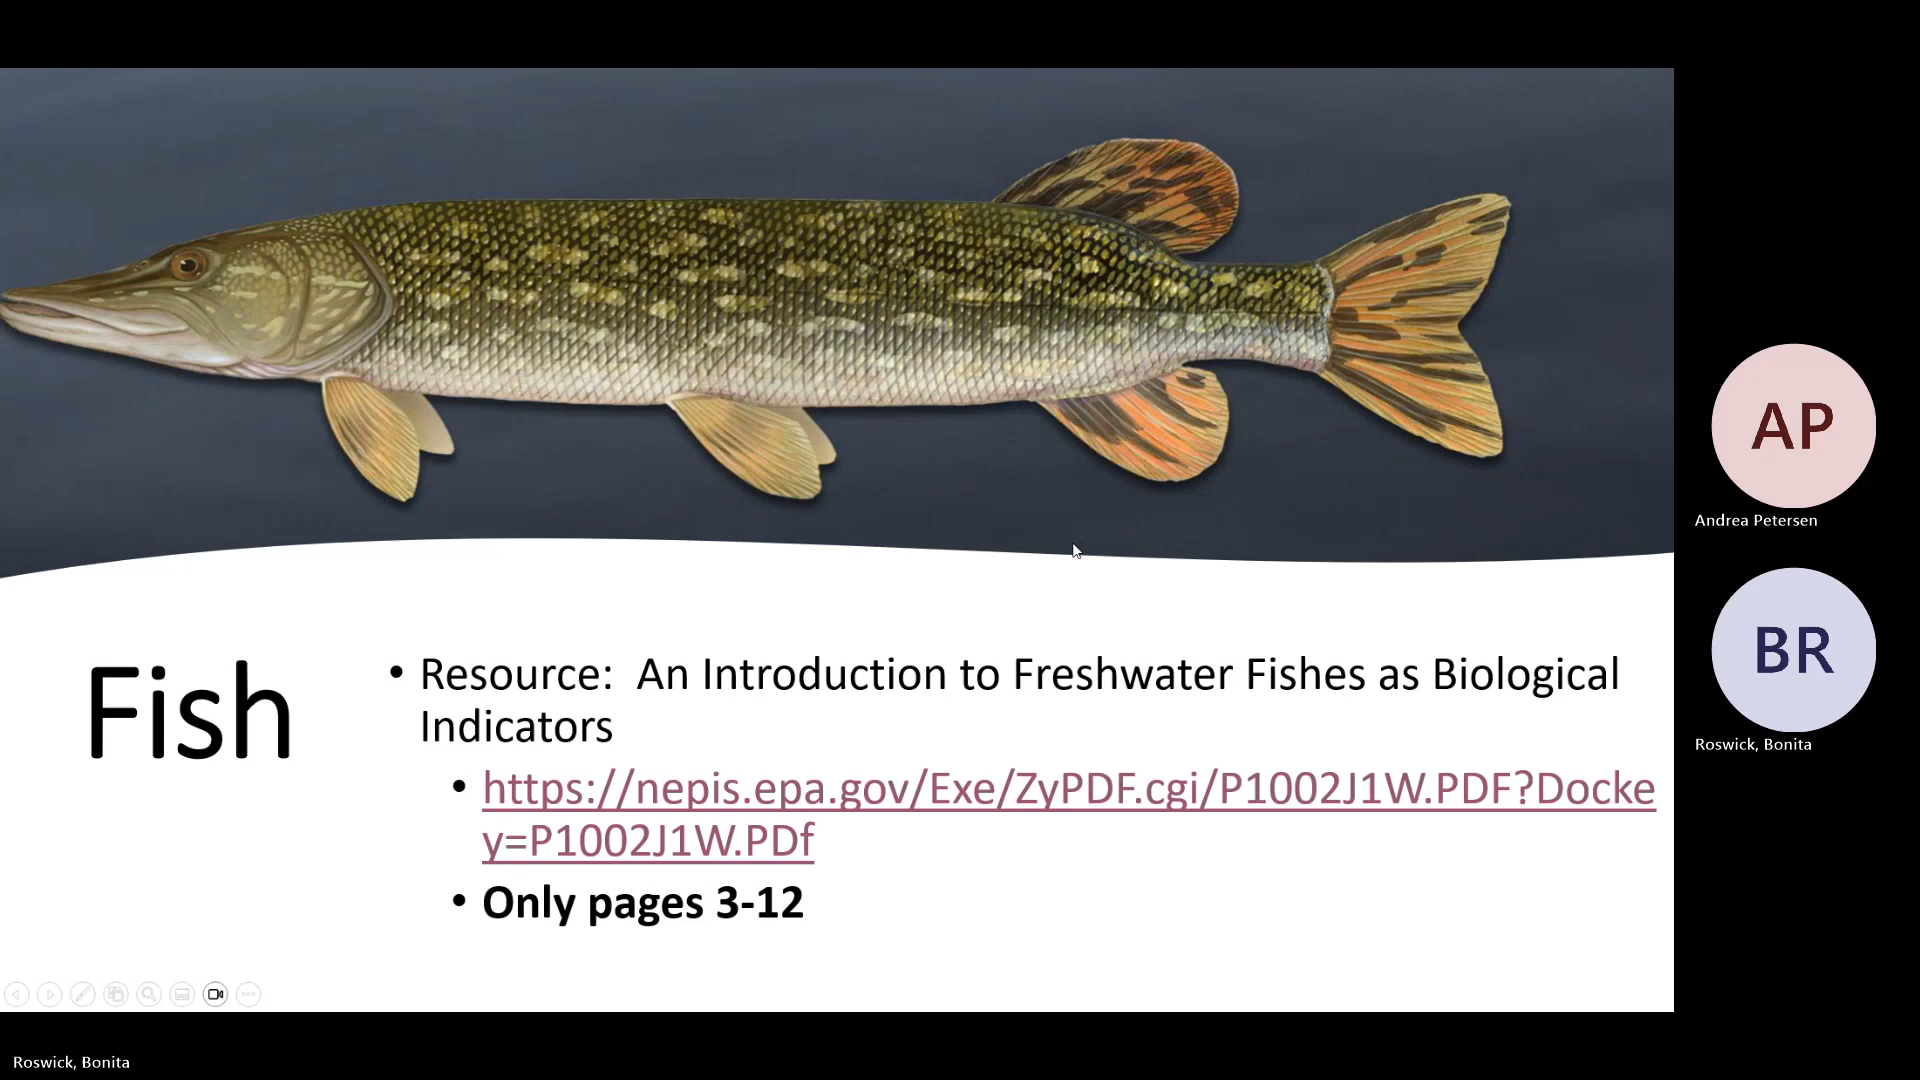 AP
Andrea Petersen
BR
Roswick, Bonita
Fish
• Resource:  An Introduction to Freshwater Fishes as Biological
Indicators
• https://nepis.epa.gov/Exe/ZyPDF.cgi/P1002J1W.PDF?Docke
y=P1002J1W.PDf
• Only pages 3-12
Roswick, Bonita